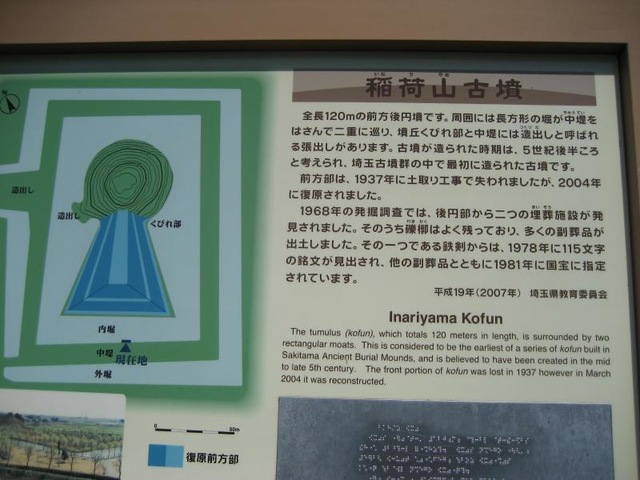 稲荷山古墳
いなりやまこふん
全長120mの前方後円墳です。周囲には長方形の堀が中堤を
はさんで二重に巡り、墳丘くびれ部と中堤には造出しと呼ばれ
る張出しがあります。古墳が造られた時期は、5世紀後半ころ
と考えられ、埼玉古墳群の中で最初に造られた古墳です。
前方部は、1937年に土取り工事で失われましたが、2004年
に復原されました。
1968年の発掘調査では、後円部から二つの埋葬施設が発
見されました。そのうち礫槨はよく残っており、多くの副葬品が
出土しました。その一つである鉄剣からは、1978年に115文字
の銘文が見出され、他の副葬品とともに1981年に国宝に指定
されています。
平成19年(2007年) 埼玉県教育委員会
Inariyama Kofun
The tumulus (kofun), which totals 120 meters in length, is surrounded by two
rectangular moats. This is considered to be the earliest of a series of kofun built in
Sakitama Ancient Burial Mounds, and is believed to have been created in the mid
to late 5th century. The front portion of kofun was lost in 1937 however in March
2004 it was reconstructed.
N
造出し
造出し
くびれ部
内堀
中堤
現在地
外堀
0
50m
復原前方部